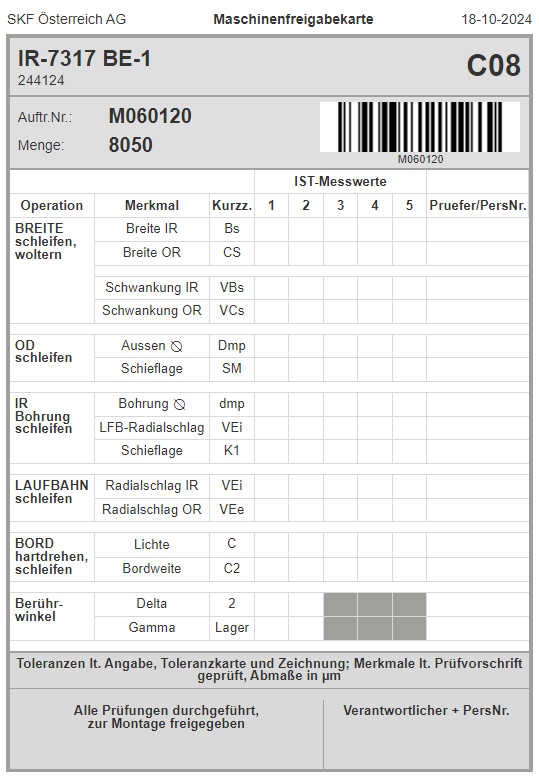 SKF Österreich AG Maschinenfreigabekarte 18-10-2024
IR-7317 BE-1
C08
244124
Auftr.Nr.: M060120
Menge: 8050
M060120
IST-Messwerte
Operation Merkmal Kurzz. 1 2 3 4 5 Pruefer/PersNr.
BREITE
schleifen,
woltern
Breite IR Bs
Breite OR CS
Schwankung IR VBs
Schwankung OR VCs
OD
schleifen
Aussen ⦰ Dmp
Schieflage SM
IR
Bohrung
schleifen
Bohrung ⦰ dmp
LFB-Radialschlag VEi
Schieflage K1
LAUFBAHN
schleifen
Radialschlag IR VEi
Radialschlag OR VEe
BORD
hartdrehen,
schleifen
Lichte C
Bordweite C2
Berühr-
winkel
Delta 2
Gamma Lager
Toleranzen lt. Angabe, Toleranzkarte und Zeichnung; Merkmale lt. Prüfvorschrift
geprüft, Abmaße in µm
Alle Prüfungen durchgeführt,
zur Montage freigegeben
Verantwortlicher + PersNr.